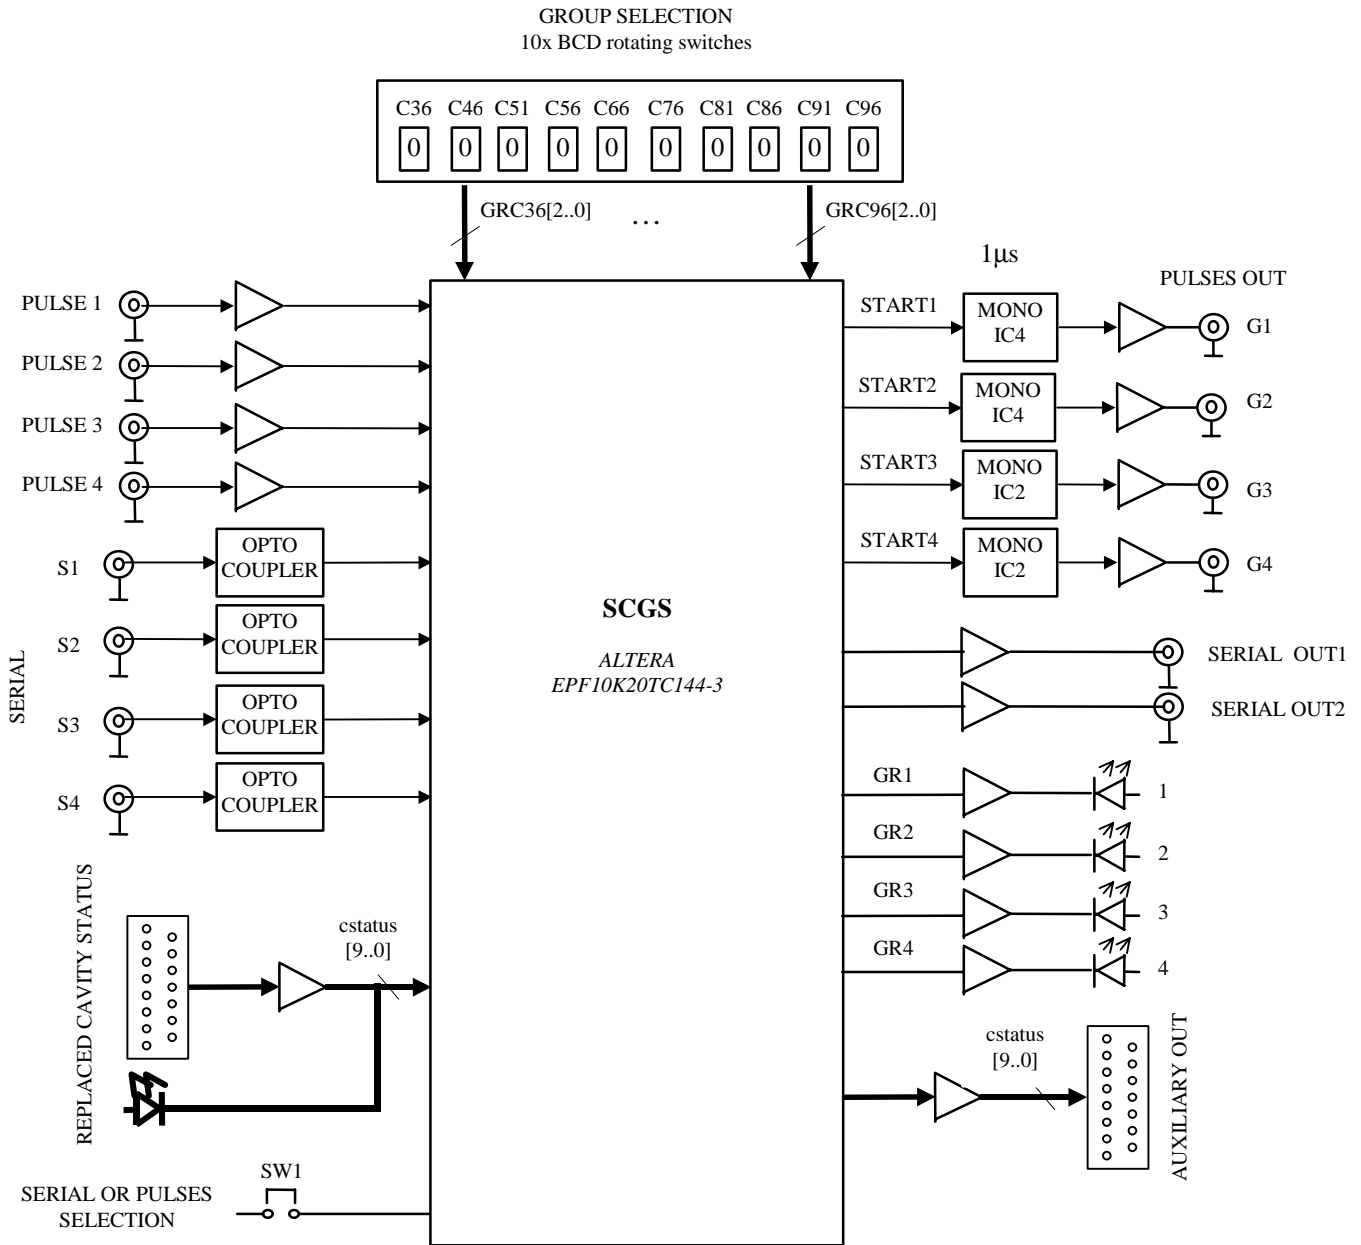 GROUP SELECTION
10x BCD rotating switches
C36 C46 C51 C56 C66 C76 C81 C86 C91 C96
0 0 0 0 0 0 0 0 0 0
GRC36[2..0] ... GRC96[2..0]
1μs
PULSES OUT
PULSE 1
PULSE 2
PULSE 3
PULSE 4
SERIAL
S1
OPTO
COUPLER
S2
OPTO
COUPLER
S3
OPTO
COUPLER
S4
OPTO
COUPLER
REPLACED CAVITY STATUS
cstatus
[9..0]
SW1
SERIAL OR PULSES
SELECTION
SCGS
ALTERA
EPF10K20TC144-3
START1
MONO
IC4
G1
START2
MONO
IC4
G2
START3
MONO
IC2
G3
START4
MONO
IC2
G4
SERIAL OUT1
SERIAL OUT2
GR1
1
GR2
2
GR3
3
GR4
4
cstatus
[9..0]
AUXILIARY OUT